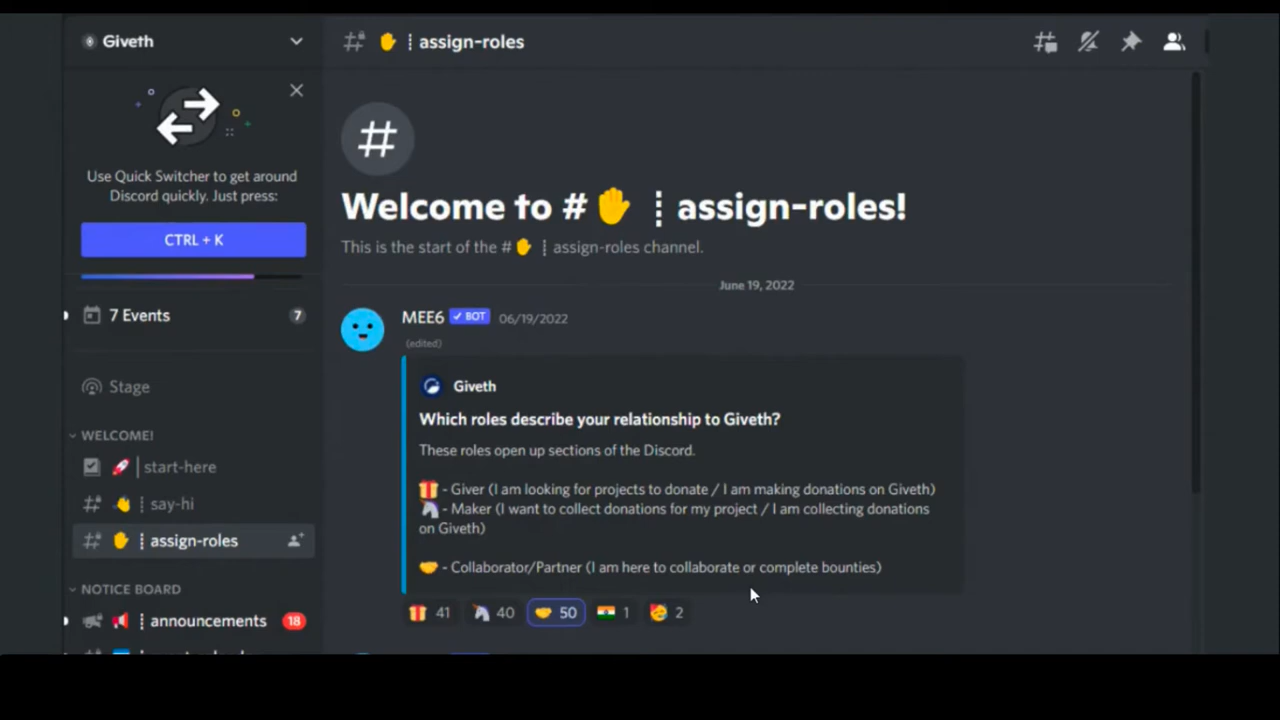 Giveth
Use Quick Switcher to get around
Discord quickly. Just press:
CTRL + K
7 Events
7
Stage
WELCOME!
start-here
say-hi
assign-roles
NOTICE BOARD
announcements
18
assign-roles
Welcome to # ✋ ┊assign-roles!
This is the start of the # ✋ ┊assign-roles channel.
June 19, 2022
MEE6 ✓ BOT 06/19/2022
(edited)
Giveth
Which roles describe your relationship to Giveth?
These roles open up sections of the Discord.
🎁 - Giver (I am looking for projects to donate / I am making donations on Giveth)
🦄 - Maker (I want to collect donations for my project / I am collecting donations
on Giveth)
🤝 - Collaborator/Partner (I am here to collaborate or complete bounties)
41 40 50 1 2